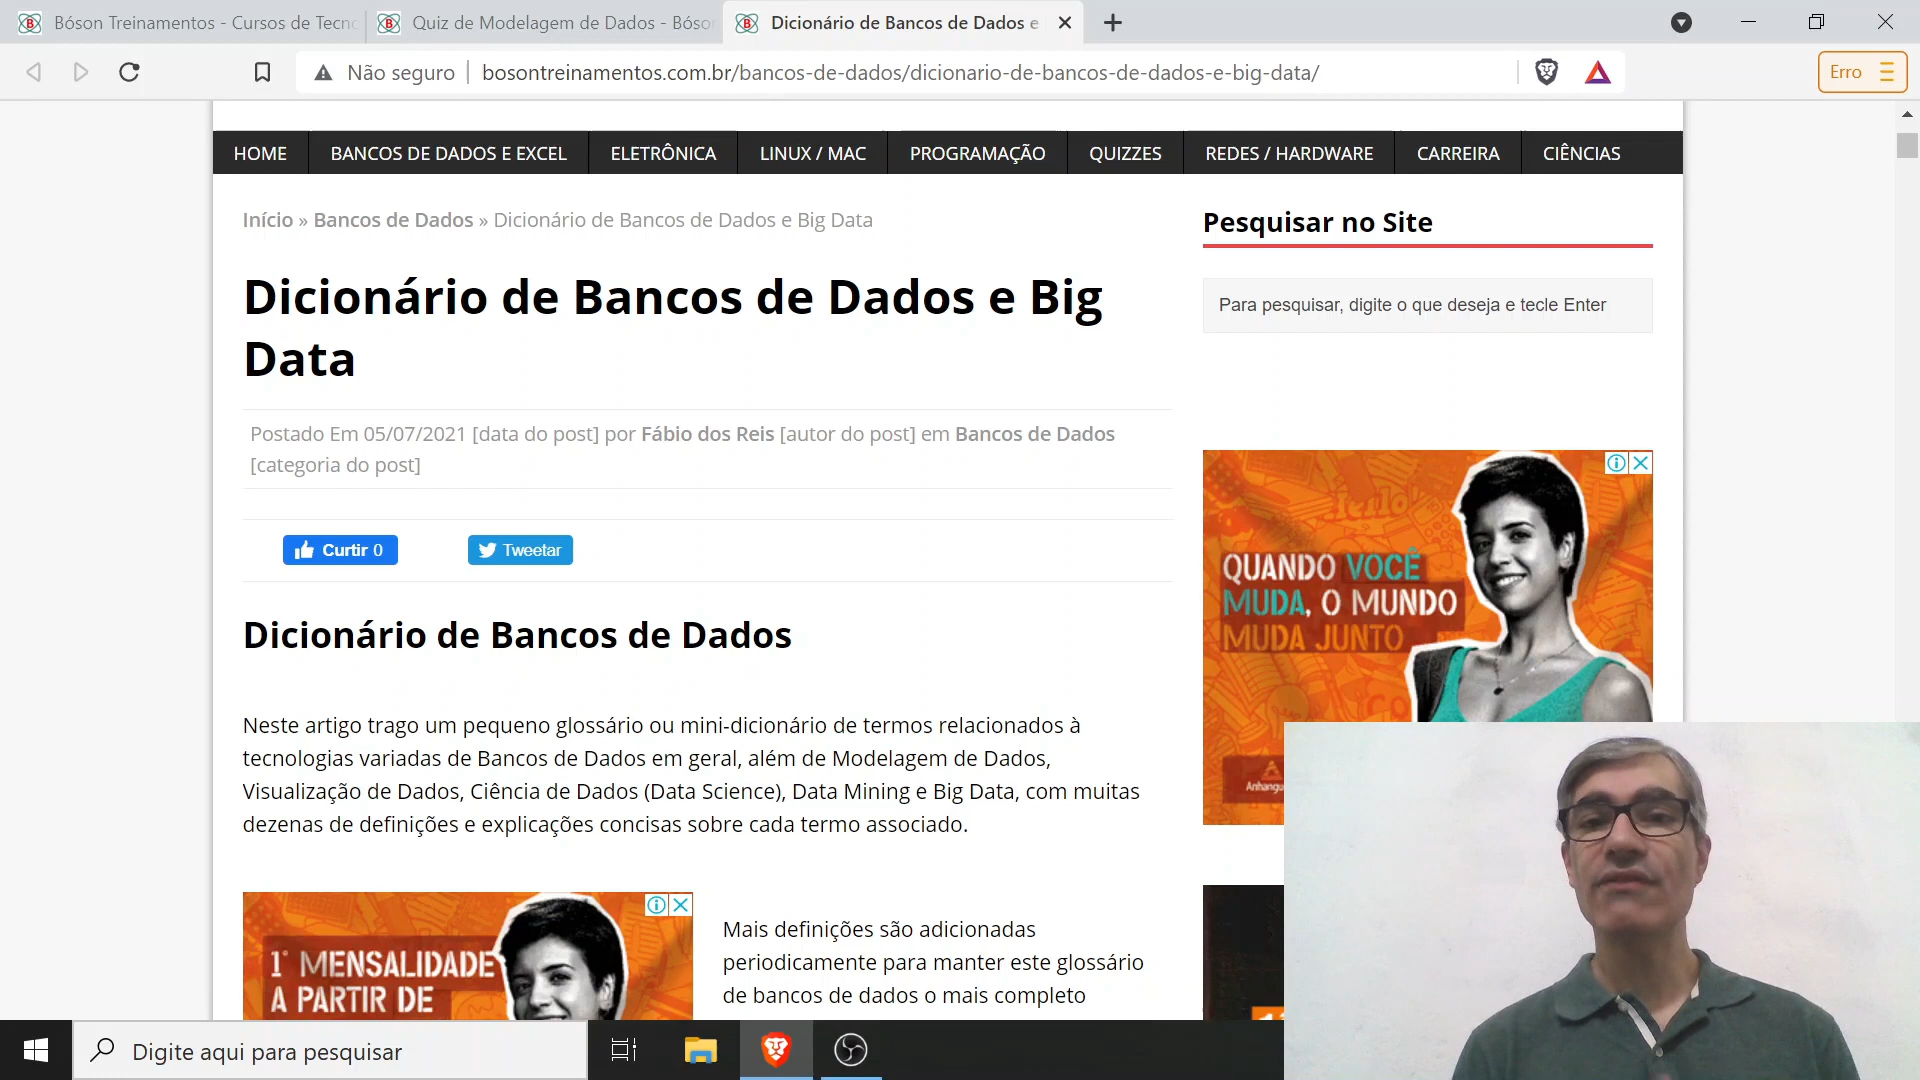 Bóson Treinamentos - Cursos de Tecn
Quiz de Modelagem de Dados - Bóso
Dicionário de Bancos de Dados e
Não seguro
bosontreinamentos.com.br/bancos-de-dados/dicionario-de-bancos-de-dados-e-big-data/
Erro
HOME
BANCOS DE DADOS E EXCEL
ELETRÔNICA
LINUX / MAC
PROGRAMAÇÃO
QUIZZES
REDES / HARDWARE
CARREIRA
CIÊNCIAS
Início » Bancos de Dados » Dicionário de Bancos de Dados e Big Data
Dicionário de Bancos de Dados e Big
Data
Postado Em 05/07/2021 [data do post] por Fábio dos Reis [autor do post] em Bancos de Dados
[categoria do post]
Curtir 0
Tweetar
Dicionário de Bancos de Dados
Neste artigo trago um pequeno glossário ou mini-dicionário de termos relacionados à
tecnologias variadas de Bancos de Dados em geral, além de Modelagem de Dados,
Visualização de Dados, Ciência de Dados (Data Science), Data Mining e Big Data, com muitas
dezenas de definições e explicações concisas sobre cada termo associado.
1ª MENSALIDADE
A PARTIR DE
Mais definições são adicionadas
periodicamente para manter este glossário
de bancos de dados o mais completo
Pesquisar no Site
Para pesquisar, digite o que deseja e tecle Enter
QUANDO VOCÊ
MUDA, O MUNDO
MUDA JUNTO
Anhangu
Digite aqui para pesquisar